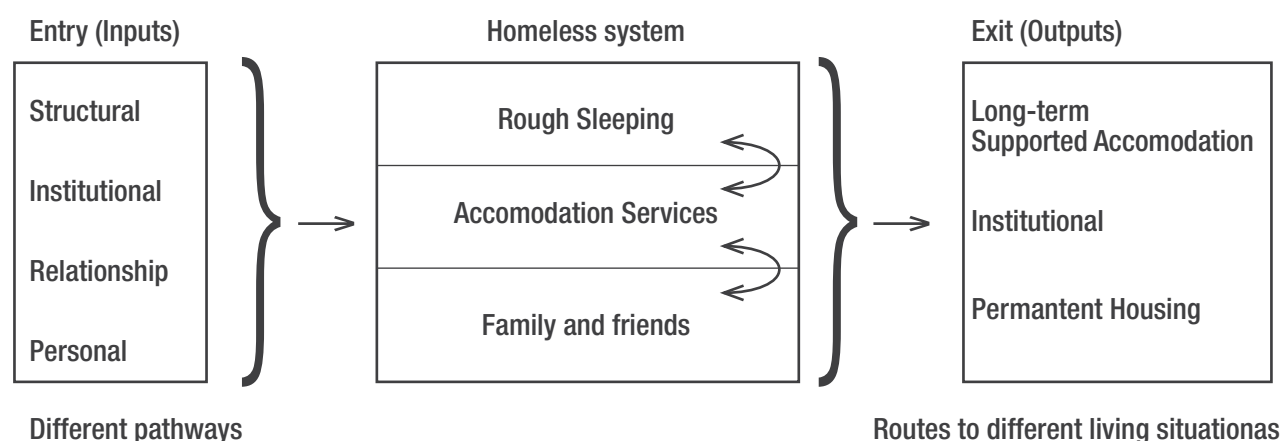 Entry (Inputs)
Homeless system
Exit (Outputs)
Structural
Institutional
Relationship
Personal
Rough Sleeping
Accomodation Services
Family and friends
Long-term
Supported Accomodation
Institutional
Permantent Housing
Different pathways
Routes to different living situationas